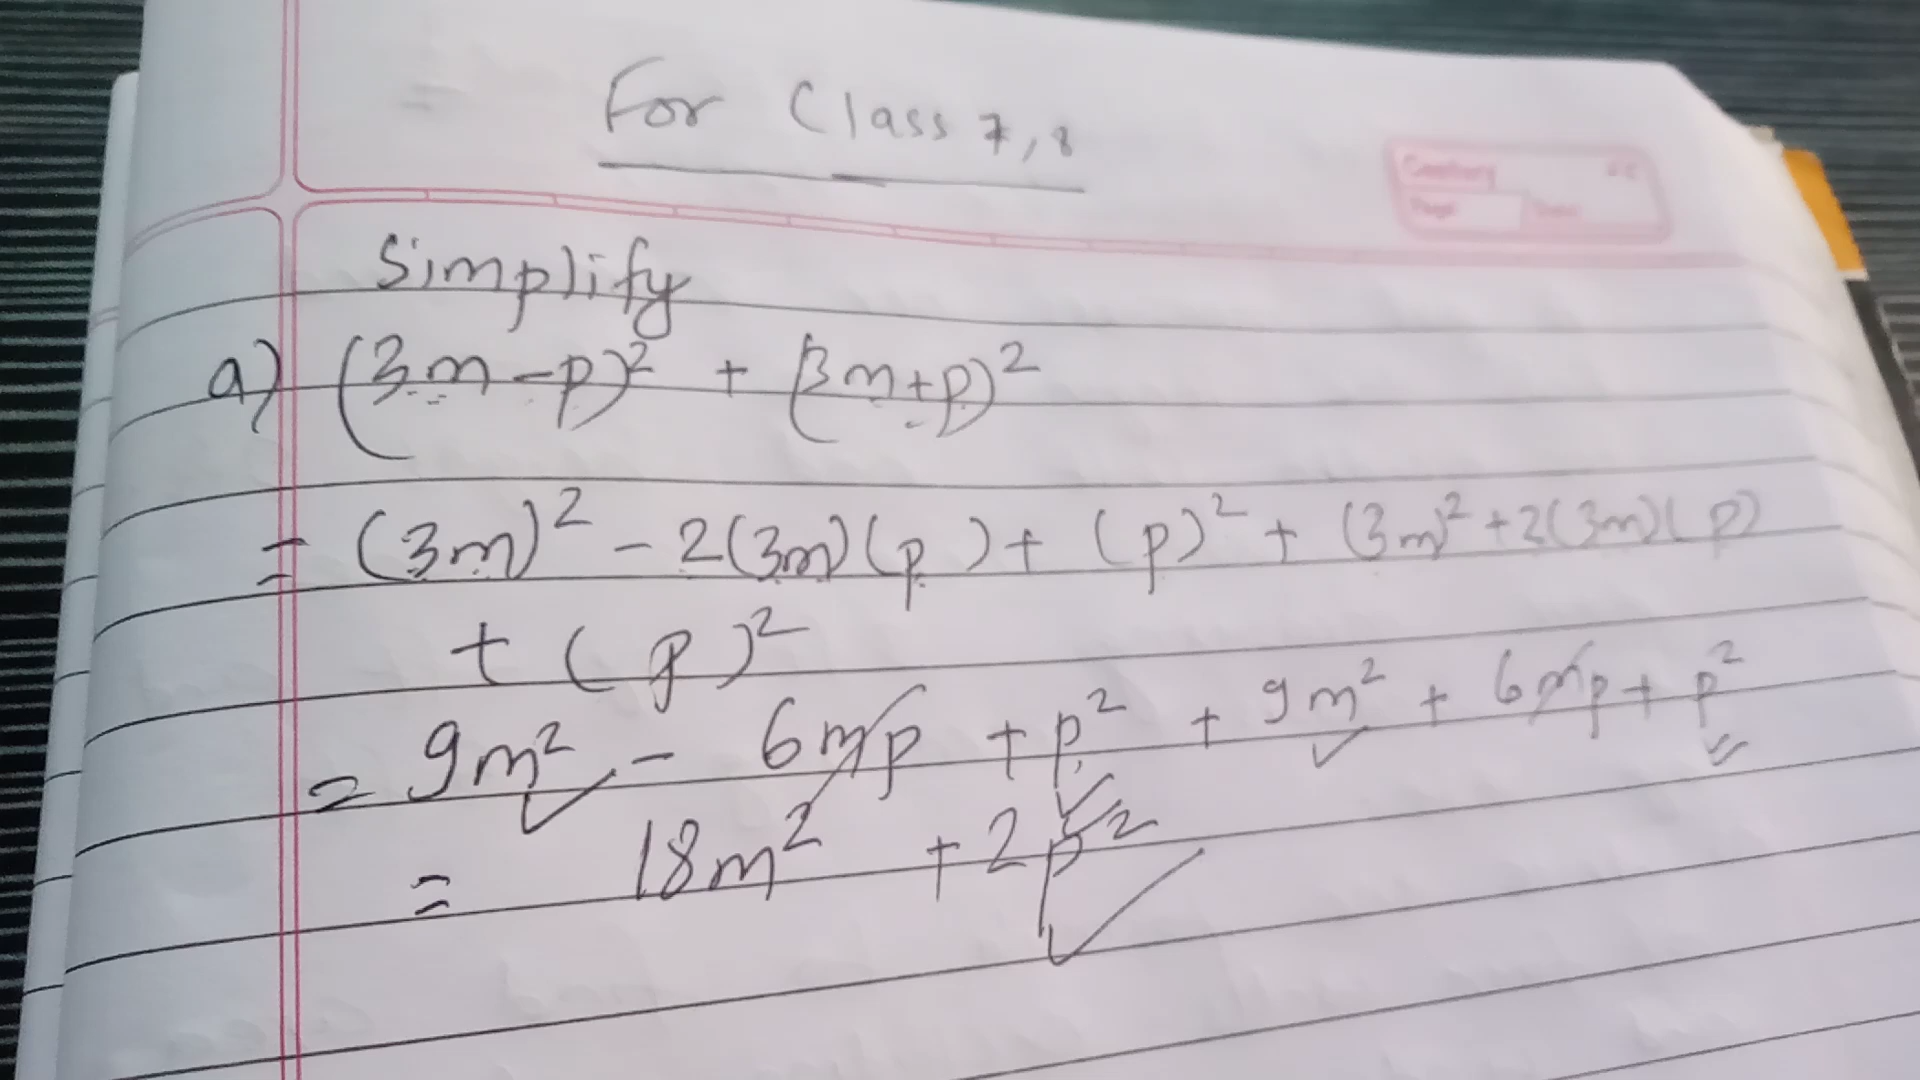 For Class 7, 8
Page
Simplify
a) (3m-p)² + (3m+p)²
= (3m)² - 2(3m)(p) + (p)² + (3m)² + 2(3m)(p)
+ (p)²
= 9m² - 6mp + p² + 9m² + 6mp + p²
= 18m² + 2p²